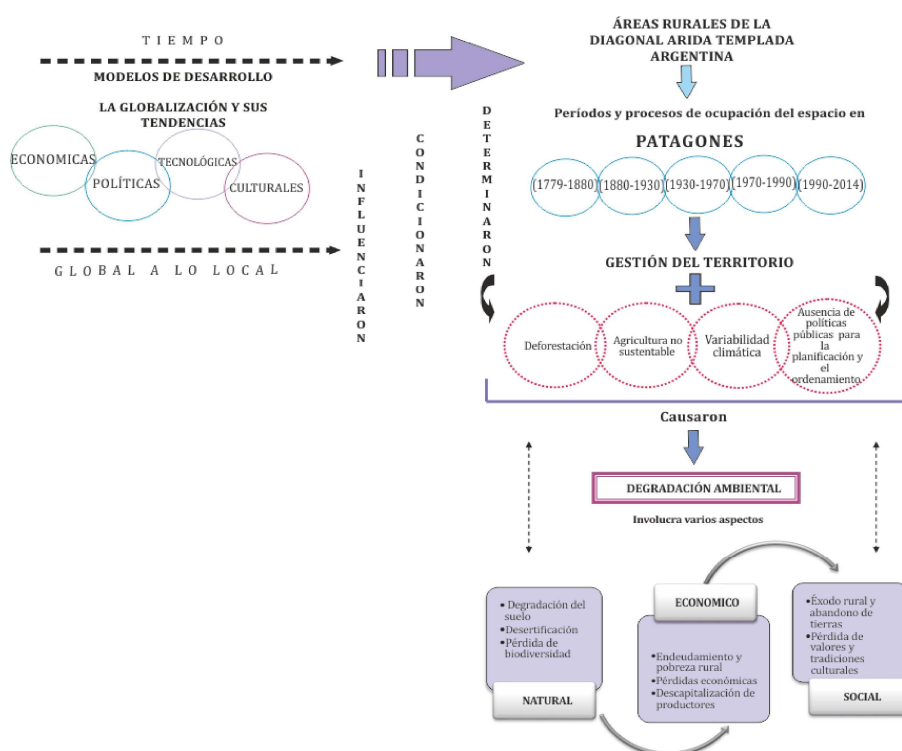 TIEMPO
MODELOS DE DESARROLLO
LA GLOBALIZACIÓN Y SUS
TENDENCIAS
ECONOMICAS
POLÍTICAS
TECNOLÓGICAS
CULTURALES
GLOBAL A LO LOCAL
INFLUENCIARON
CONDICIONARON
DETERMINARON
ÁREAS RURALES DE LA
DIAGONAL ARIDA TEMPLADA
ARGENTINA
Períodos y procesos de ocupación del espacio en
PATAGONES
(1779-1880)
(1880-1930)
(1930-1970)
(1970-1990)
(1990-2014)
GESTIÓN DEL TERRITORIO
Deforestación
Agricultura no
sustentable
Variabilidad
climática
Ausencia de
políticas
públicas para
la
planificación y
el
ordenamiento
Causaron
DEGRADACIÓN AMBIENTAL
Involucra varios aspectos
• Degradación del
suelo
• Desertificación
• Pérdida de
biodiversidad
NATURAL
ECONOMICO
• Endeudamiento y
pobreza rural
• Pérdidas económicas
• Descapitalización de
productores
• Éxodo rural y
abandono de
tierras
• Pérdida de
valores y
tradiciones
culturales
SOCIAL